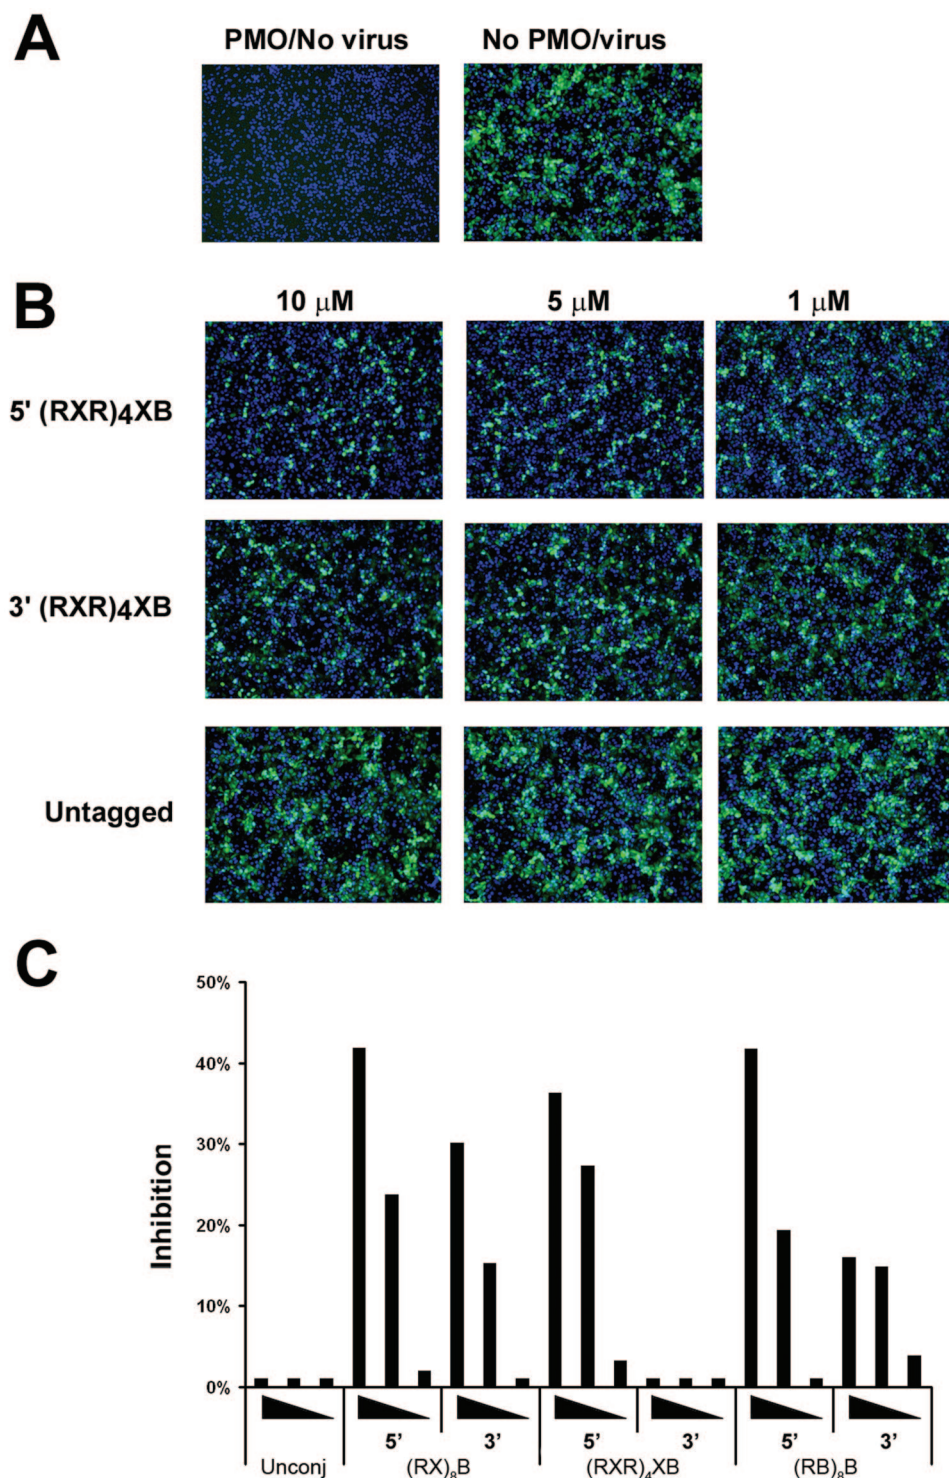 A
PMO/No virus No PMO/virus
B
10 μM 5 μM 1 μM
5' (RXR)4XB
3' (RXR)4XB
Untagged
C
50%
40%
30%
20%
10%
0%
Inhibition
5' 3' 5' 3' 5' 3'
Unconj (RX)8B (RXR)4XB (RB)8B